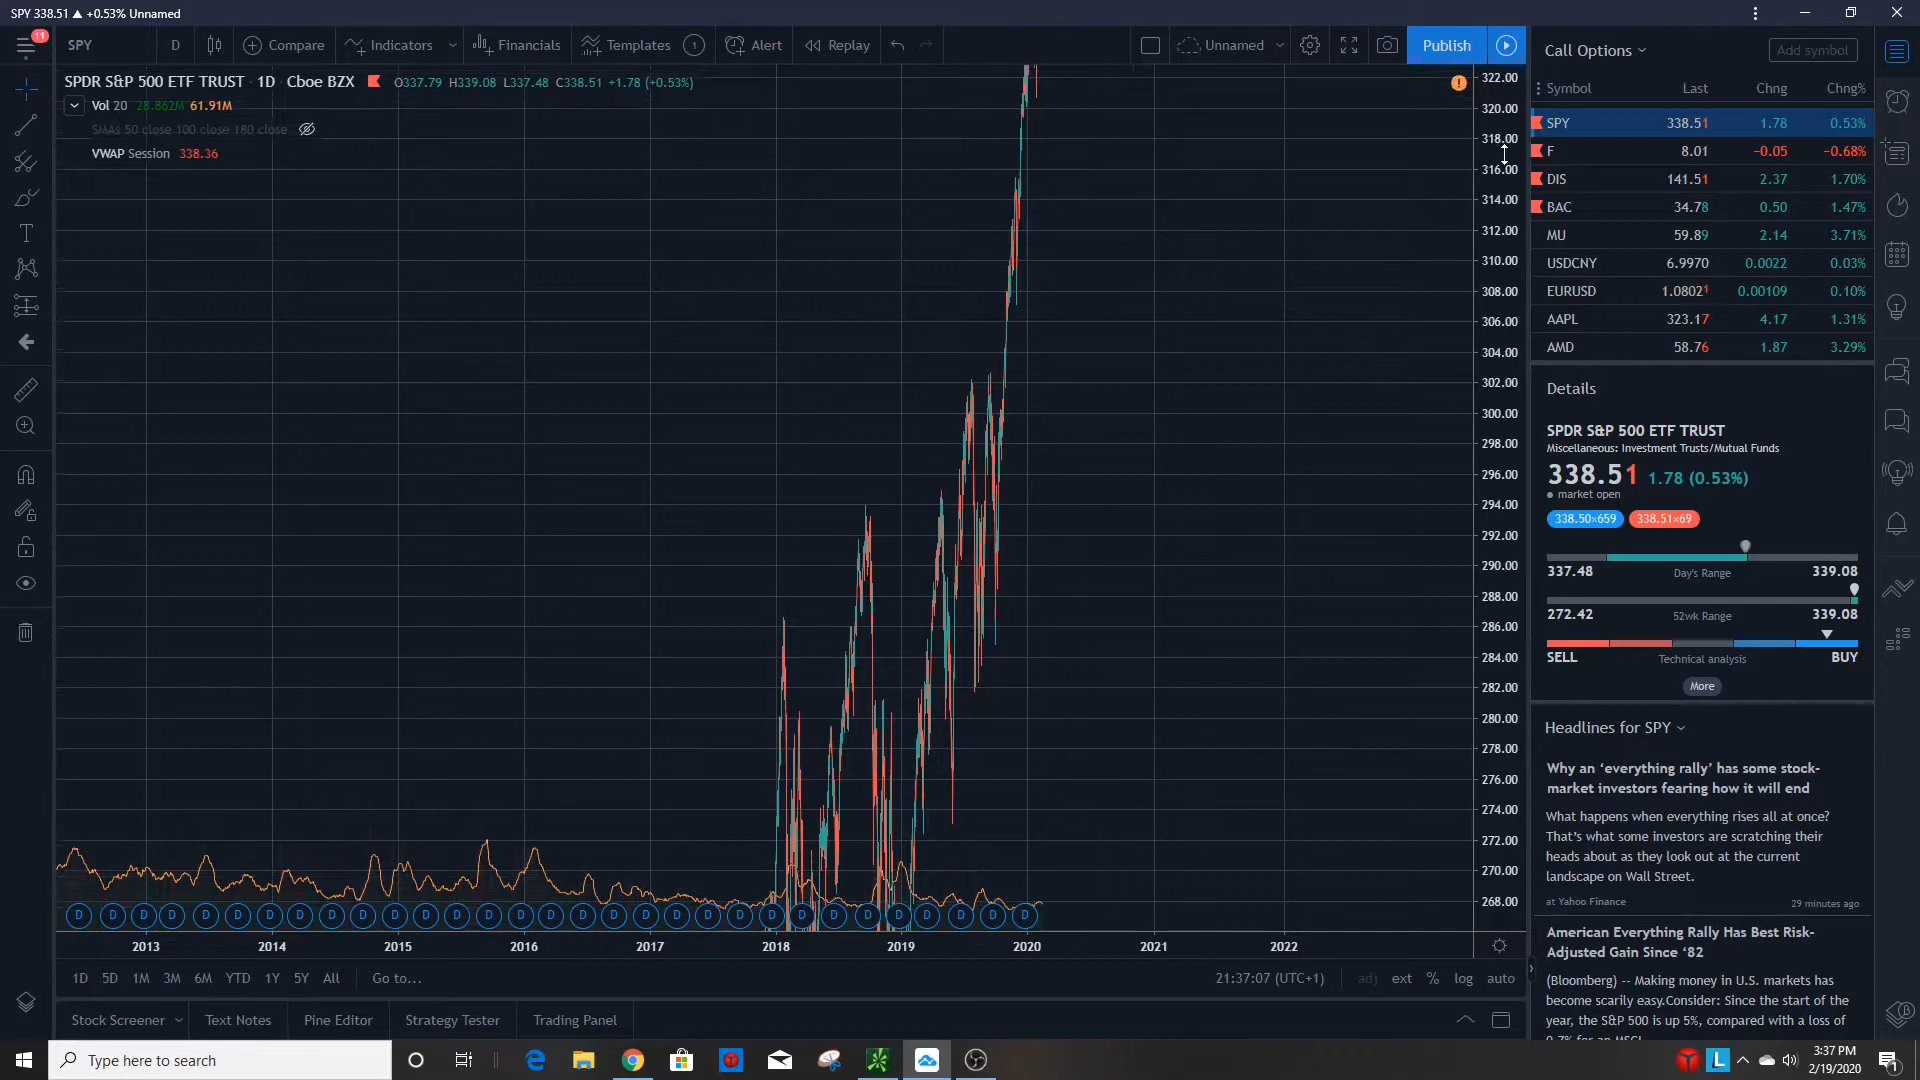 SPY 338.51 ▲ +0.53% Unnamed
11
SPY
D
Compare
Indicators
Financials
Templates
1
Alert
Replay
Unnamed
Publish
SPDR S&P 500 ETF TRUST · 1D · Cboe BZX O337.79 H339.08 L337.48 C338.51 +1.78 (+0.53%)
Vol 20 28.862M 61.91M
SMAs 50 close 100 close 180 close
VWAP Session 338.36
322.00
320.00
318.00
316.00
314.00
312.00
310.00
308.00
306.00
304.00
302.00
300.00
298.00
296.00
294.00
292.00
290.00
288.00
286.00
284.00
282.00
280.00
278.00
276.00
274.00
272.00
270.00
268.00
D D D D D D D D D D D D D D D D D D D D D D D D D D D D D D D
2013 2014 2015 2016 2017 2018 2019 2020 2021 2022
1D 5D 1M 3M 6M YTD 1Y 5Y All Go to...
21:37:07 (UTC+1) adj ext % log auto
Stock Screener Text Notes Pine Editor Strategy Tester Trading Panel
Call Options
Add symbol
Symbol Last Chng Chng%
SPY 338.51 1.78 0.53%
F 8.01 −0.05 −0.68%
DIS 141.51 2.37 1.70%
BAC 34.78 0.50 1.47%
MU 59.89 2.14 3.71%
USDCNY 6.9970 0.0022 0.03%
EURUSD 1.08021 0.00109 0.10%
AAPL 323.17 4.17 1.31%
AMD 58.76 1.87 3.29%
Details
SPDR S&P 500 ETF TRUST
Miscellaneous: Investment Trusts/Mutual Funds
338.51 1.78 (0.53%)
market open
338.50×659 338.51×69
337.48 Day's Range 339.08
272.42 52wk Range 339.08
SELL Technical analysis BUY
More
Headlines for SPY
Why an ‘everything rally’ has some stock-
market investors fearing how it will end
What happens when everything rises all at once?
That’s what some investors are scratching their
heads about as they look out at the current
landscape on Wall Street.
at Yahoo Finance 29 minutes ago
American Everything Rally Has Best Risk-
Adjusted Gain Since ‘82
(Bloomberg) -- Making money in U.S. markets has
become scarily easy.Consider: Since the start of the
year, the S&P 500 is up 5%, compared with a loss of
Type here to search
L
3:37 PM
2/19/2020
1